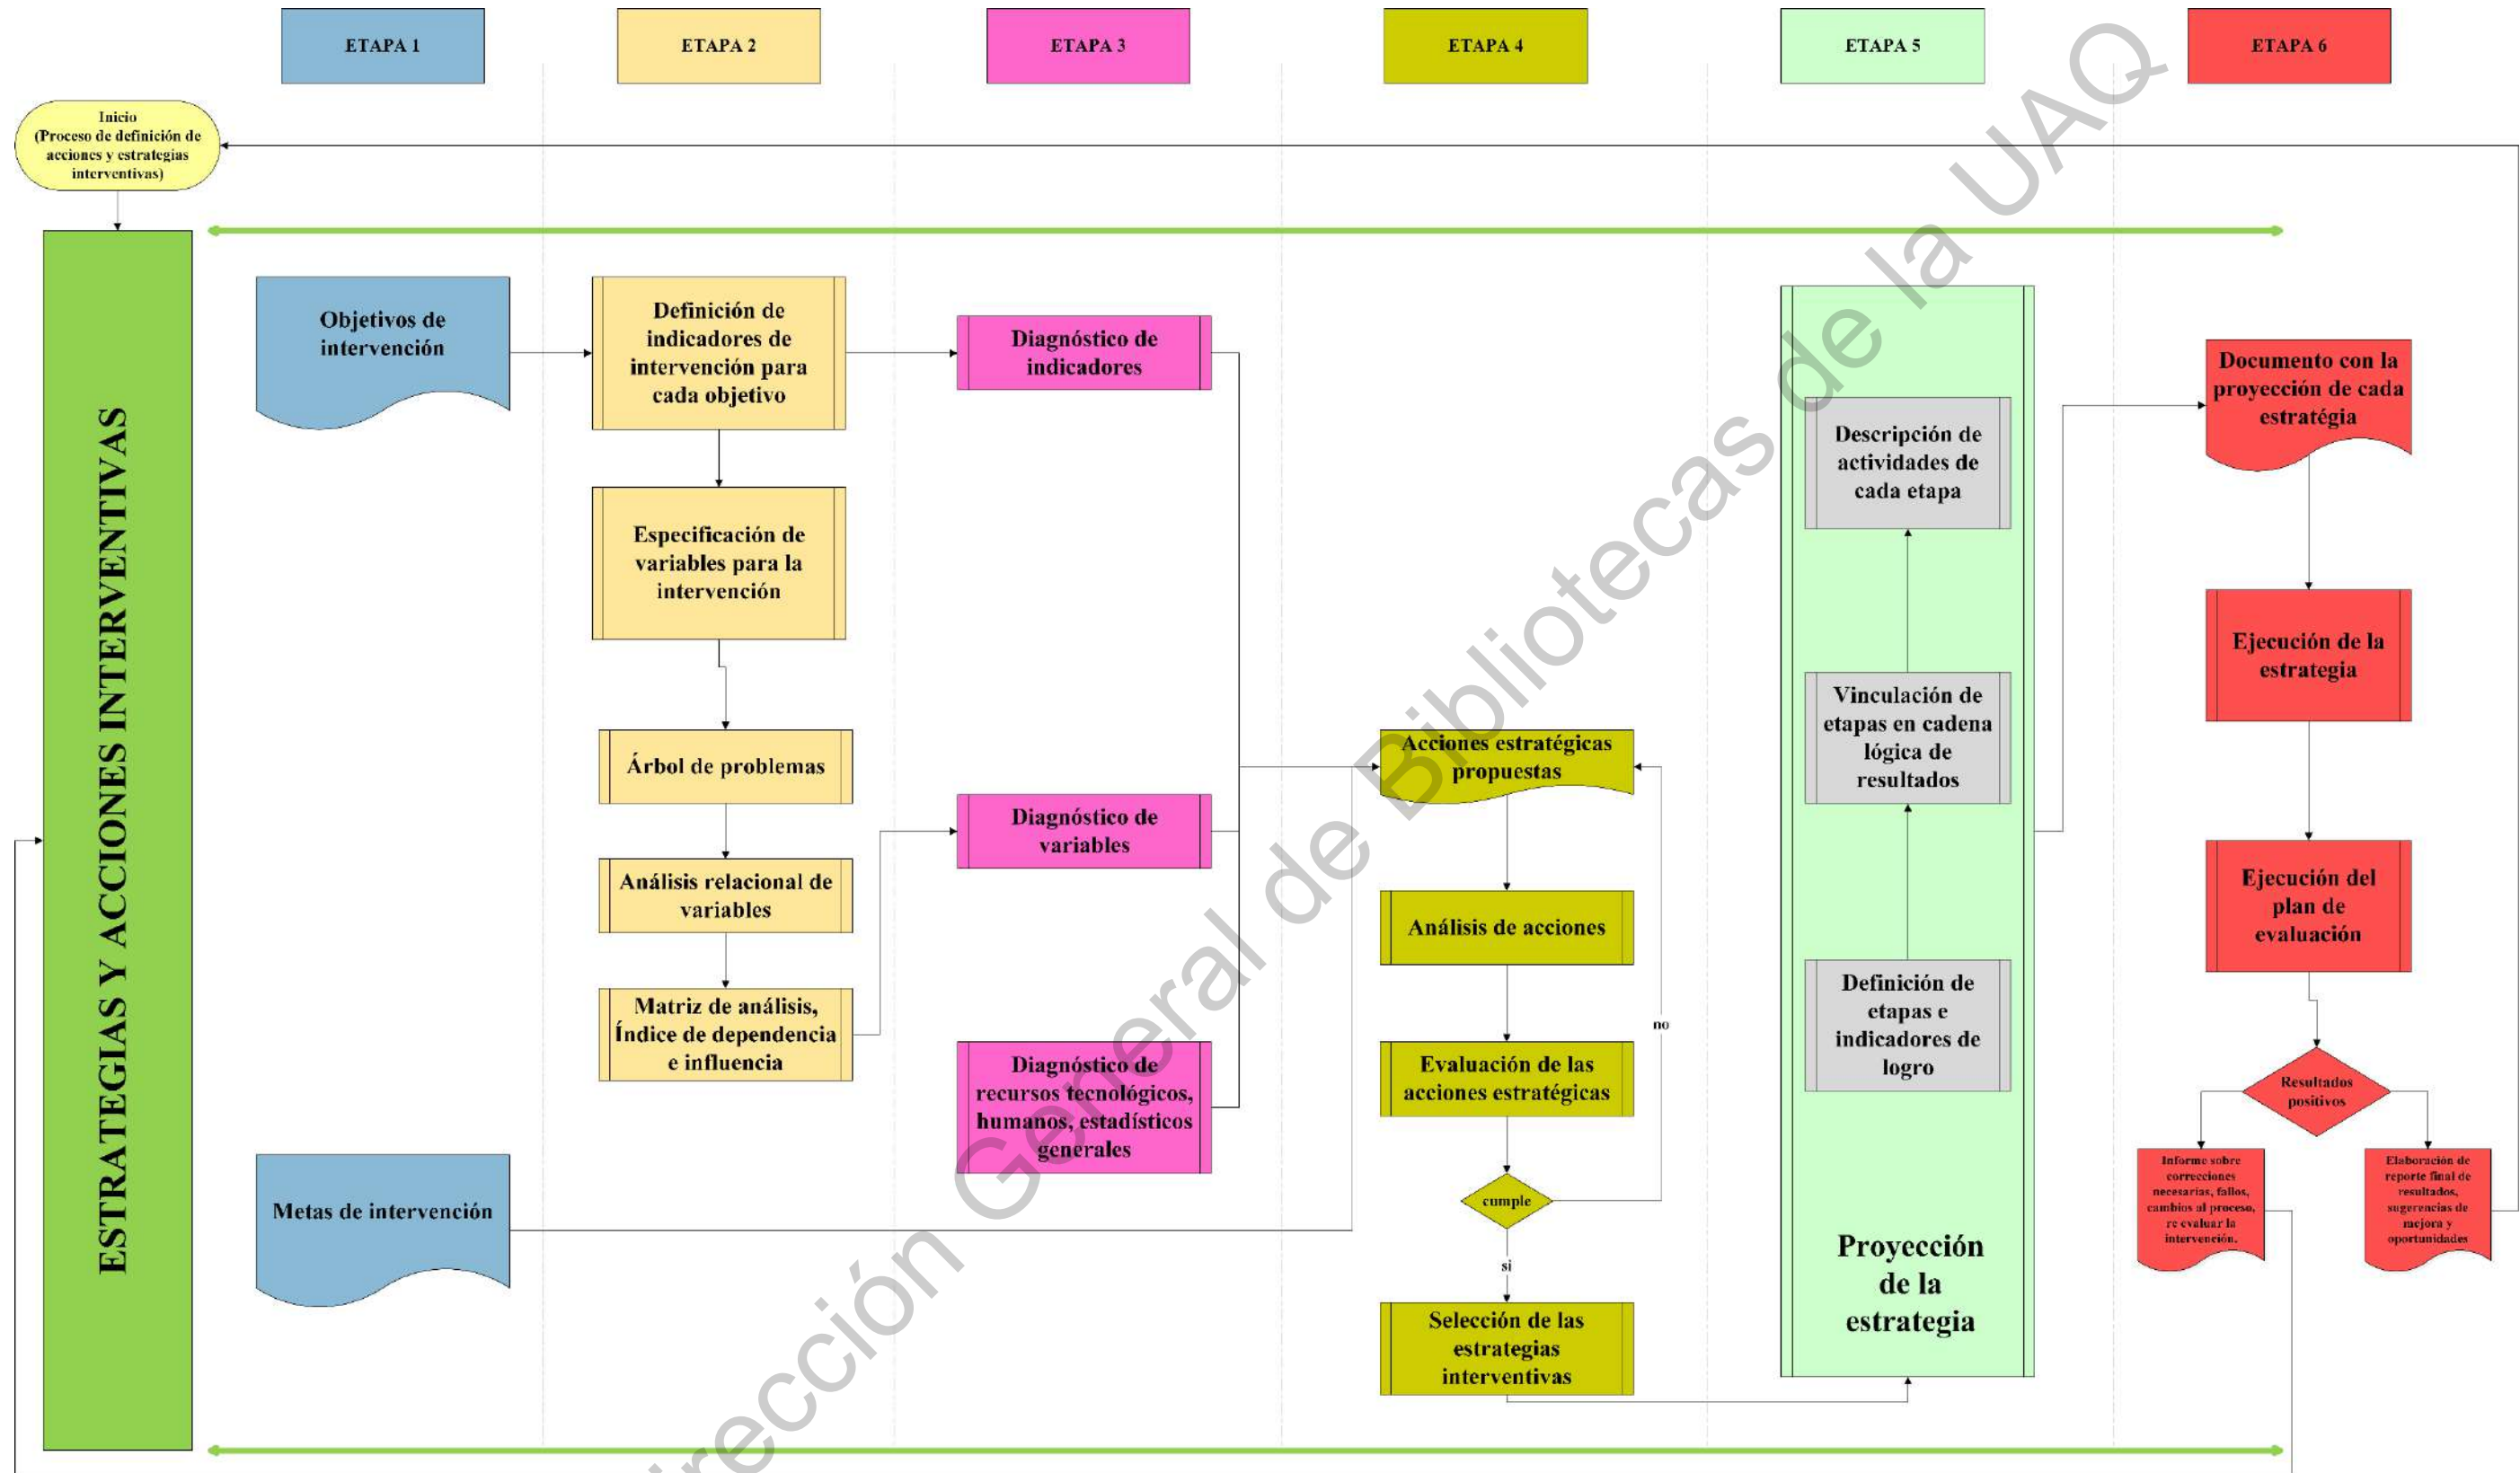 ETAPA 1
ETAPA 2
ETAPA 3
ETAPA 4
ETAPA 5
ETAPA 6
Inicio
(Proceso de definición de
acciones y estrategias
interventivas)
ESTRATEGIAS Y ACCIONES INTERVENTIVAS
Objetivos de
intervención
Metas de intervención
Definición de
indicadores de
intervención para
cada objetivo
Especificación de
variables para la
intervención
Árbol de problemas
Análisis relacional de
variables
Matriz de análisis,
Índice de dependencia
e influencia
Diagnóstico de
indicadores
Diagnóstico de
variables
Diagnóstico de
recursos tecnológicos,
humanos, estadísticos
generales
Acciones estratégicas
propuestas
Análisis de acciones
Evaluación de las
acciones estratégicas
cumple
no
si
Selección de las
estrategias
interventivas
Descripción de
actividades de
cada etapa
Vinculación de
etapas en cadena
lógica de
resultados
Definición de
etapas e
indicadores de
logro
Proyección
de la
estrategia
Documento con la
proyección de cada
estratégia
Ejecución de la
estrategia
Ejecución del
plan de
evaluación
Resultados
positivos
Informe sobre
correcciones
necesarias, fallos,
cambios al proceso,
re evaluar la
intervención.
Elaboración de
reporte final de
resultados,
sugerencias de
mejora y
oportunidades
irección General de Bibliotecas de la UAQ